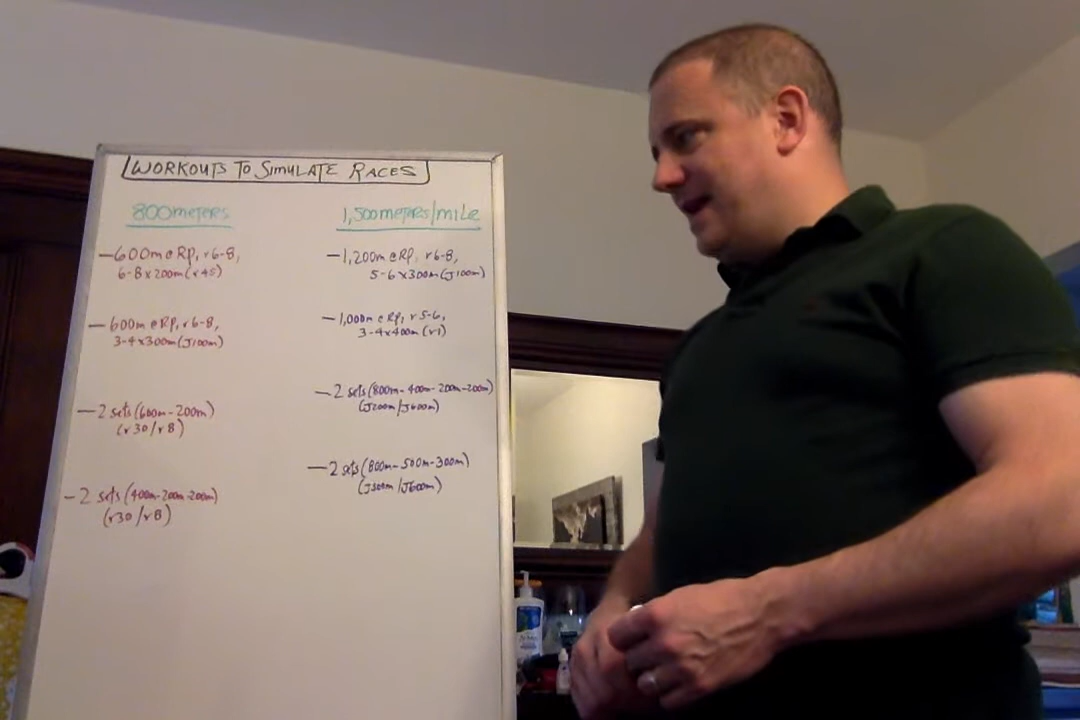 WORKOUTS TO SIMULATE RACES
800meters
-600m @ Rp, r6-8,
6-8x200m (r45)
-600m @ Rp, r6-8,
3-4x300m (J100m)
-2 sets (600m-200m)
(r30/r8)
-2 sets (400m-200m-200m)
(r30/r8)
1,500meters/mile
-1,200m @ Rp, r6-8,
5-6x300m (J100m)
-1,000m @ Rp, r5-6,
3-4x400m (r1)
-2 sets (800m-400m-200m-200m)
(J200m/J600m)
-2 sets (800m-500m-300m)
(J300m/J600m)